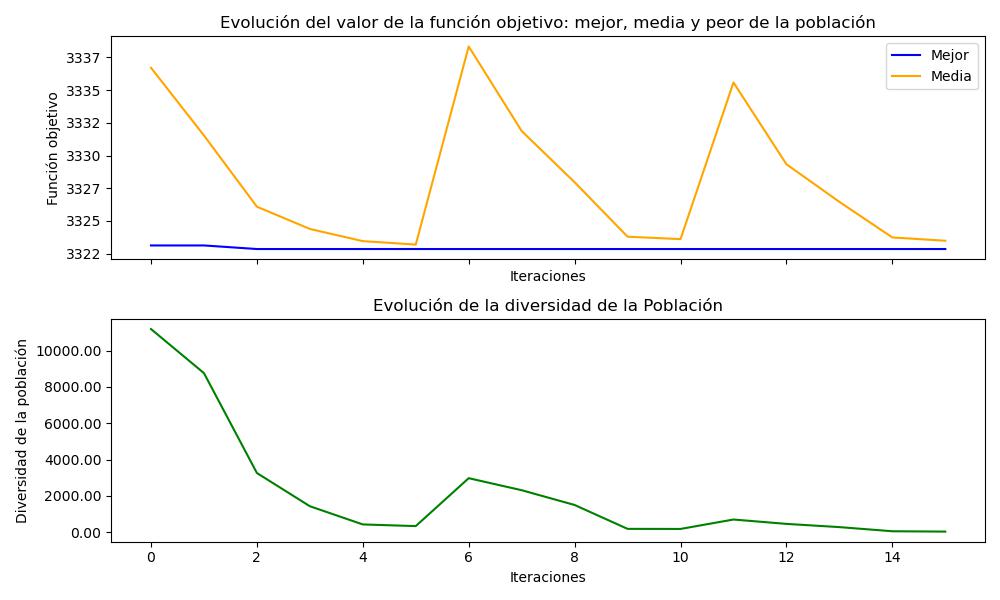 Evolución del valor de la función objetivo: mejor, media y peor de la población
Función objetivo
3337
3335
3332
3330
3327
3325
3322
Mejor
Media
Iteraciones
Evolución de la diversidad de la Población
Diversidad de la población
10000.00
8000.00
6000.00
4000.00
2000.00
0.00
0 2 4 6 8 10 12 14
Iteraciones